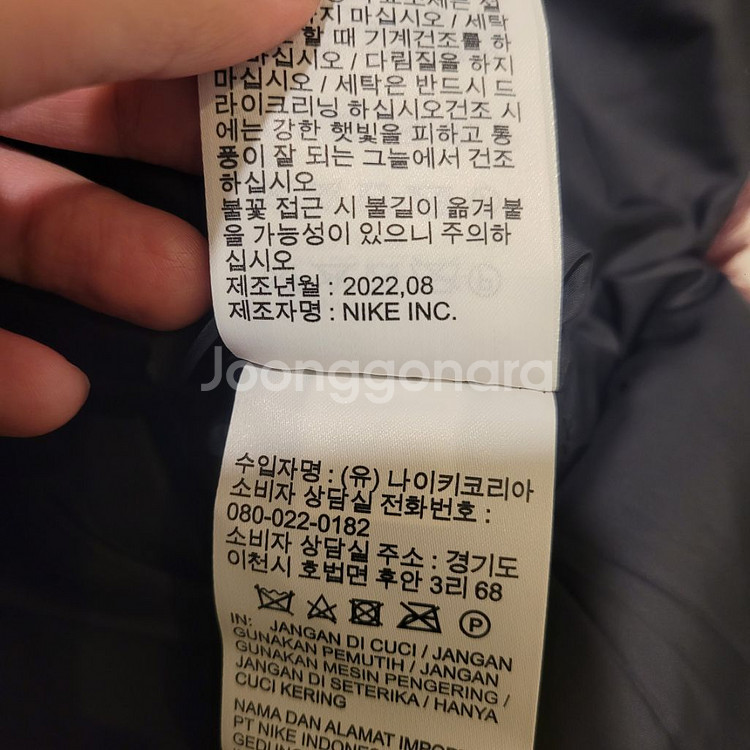 지 마십시오 / 세탁
할 때 기계건조를 하
마십시오 / 다림질을 하지
마십시오 / 세탁은 반드시 드
라이크리닝 하십시오건조 시
에는 강한 햇빛을 피하고 통
풍이 잘 되는 그늘에서 건조
하십시오
불꽃 접근 시 불길이 옮겨 붙
을 가능성이 있으니 주의하
십시오
제조년월 : 2022,08
제조자명 : NIKE INC.
Joonggonara
수입자명 : (유) 나이키코리아
소비자 상담실 전화번호 :
080-022-0182
소비자 상담실 주소 : 경기도
이천시 호법면 후안 3리 68
P
IN: JANGAN DI CUCI / JANGAN
GUNAKAN PEMUTIH / JANGAN
GUNAKAN MESIN PENGERING /
JANGAN DI SETERIKA / HANYA
CUCI KERING
NAMA DAN ALAMAT IMPOR
PT NIKE INDONES
GEDUNG